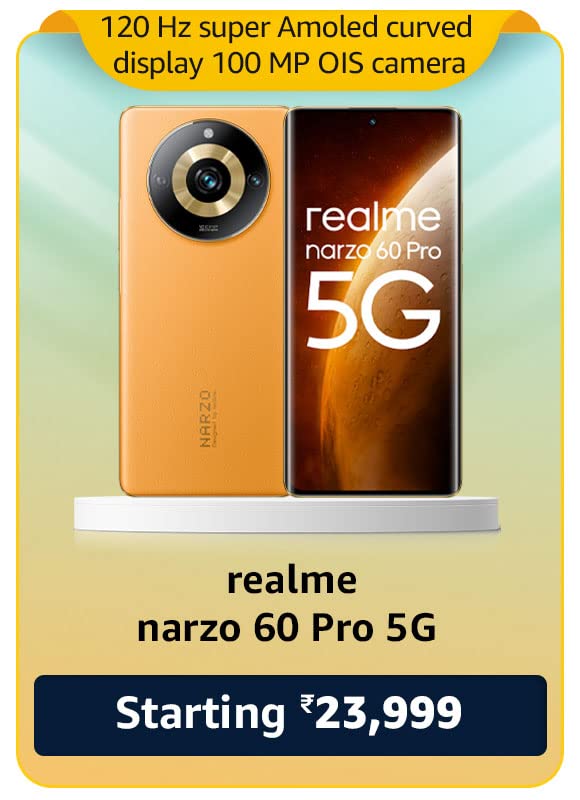 120 Hz super Amoled curved
display 100 MP OIS camera
realme
narzo 60 Pro
5G
NARZO
realme
narzo 60 Pro 5G
Starting ₹23,999